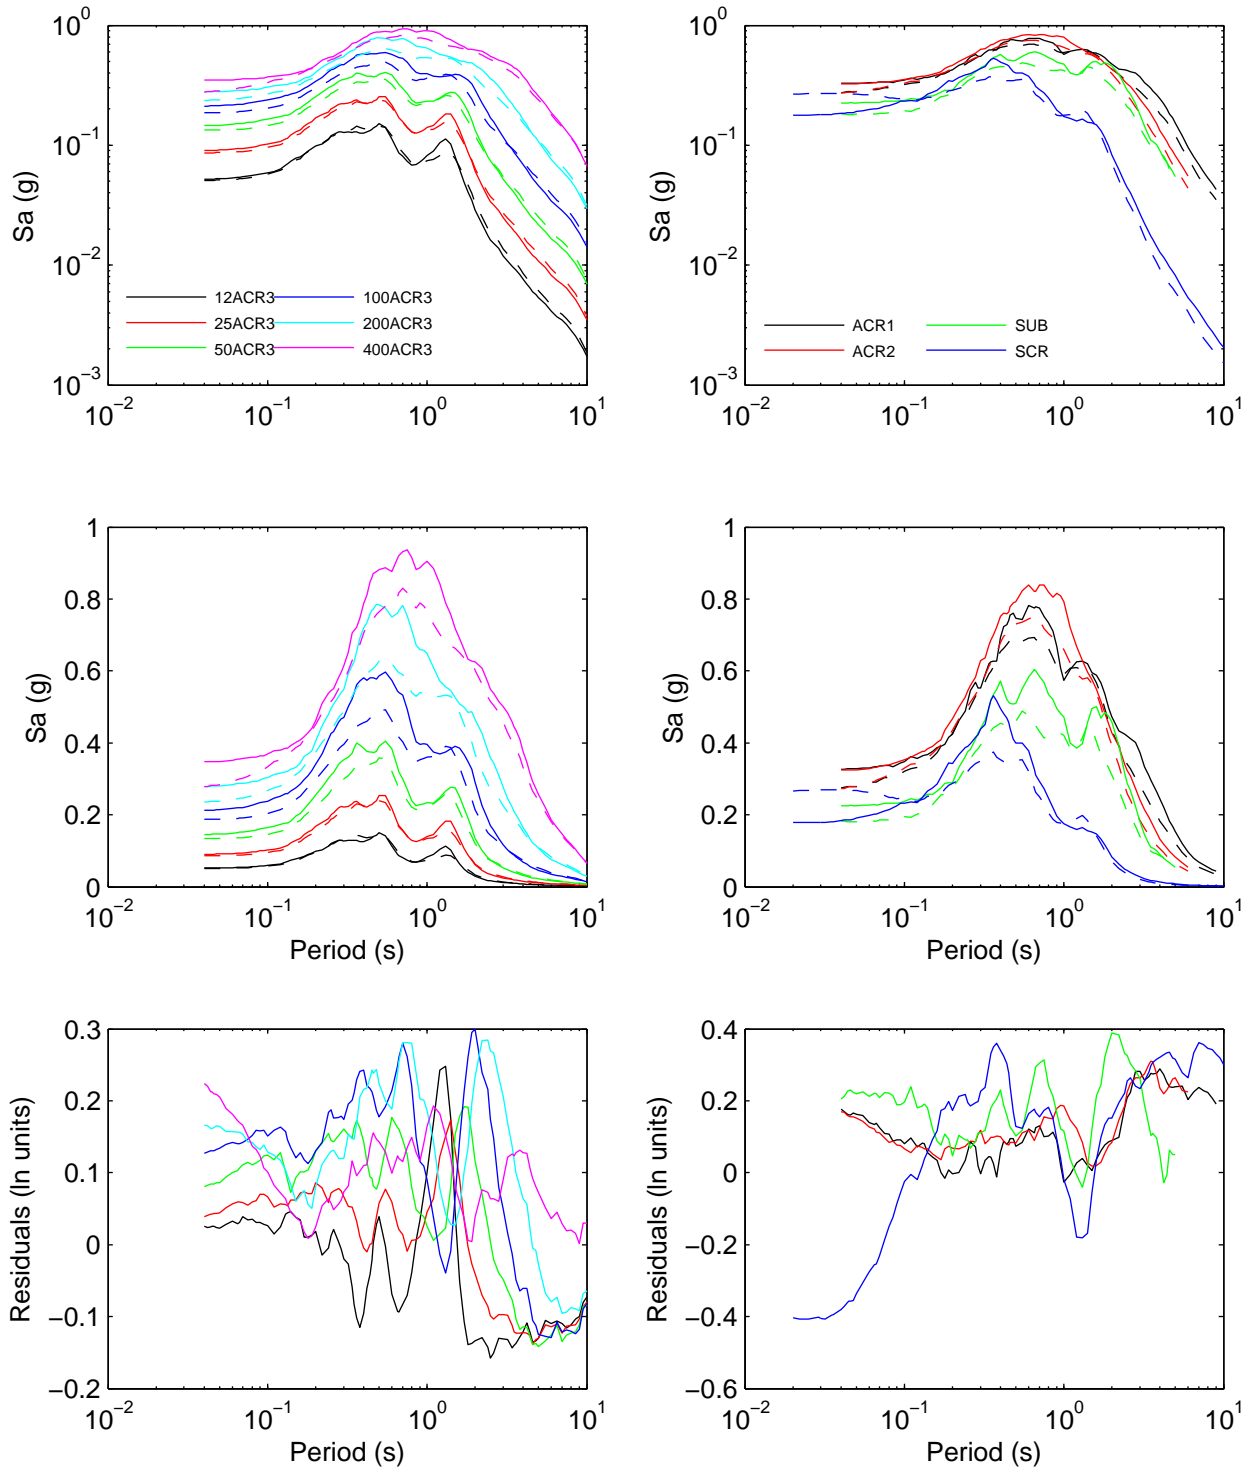 10^0
10^−1
10^−2
10^−3
Sa (g)
12ACR3
25ACR3
50ACR3
100ACR3
200ACR3
400ACR3
10^−2 10^−1 10^0 10^1
10^0
10^−1
10^−2
10^−3
Sa (g)
ACR1
ACR2
SUB
SCR
10^−2 10^−1 10^0 10^1
1
0.8
0.6
0.4
0.2
0
Sa (g)
10^−2 10^−1 10^0 10^1
Period (s)
1
0.8
0.6
0.4
0.2
0
Sa (g)
10^−2 10^−1 10^0 10^1
Period (s)
0.3
0.2
0.1
0
−0.1
−0.2
Residuals (ln units)
10^−2 10^−1 10^0 10^1
Period (s)
0.4
0.2
0
−0.2
−0.4
−0.6
Residuals (ln units)
10^−2 10^−1 10^0 10^1
Period (s)